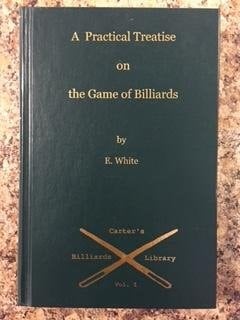 A Practical Treatise
on
the Game of Billiards
by
E. White
Carter's
Billiards Library
Vol. I